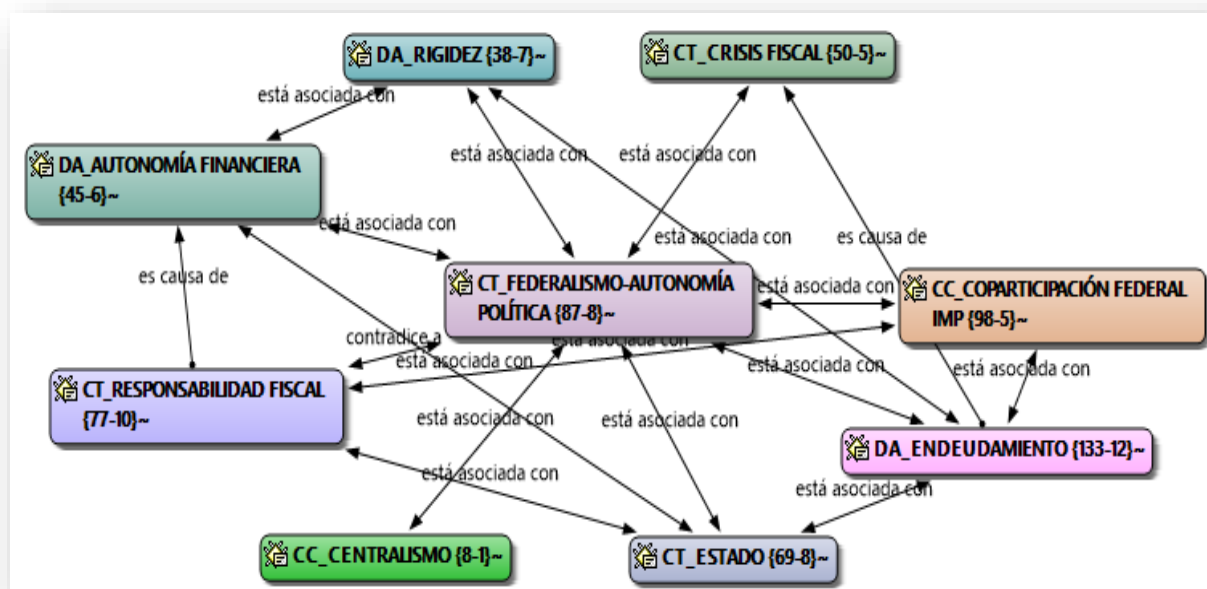 DA_RIGIDEZ {38-7}~
CT_CRISIS FISCAL {50-5}~
está asociada con
DA_AUTONOMÍA FINANCIERA
{45-6}~
está asociada con
está asociada con
está asociada con
está asociada con
es causa de
es causa de
CT_FEDERALISMO-AUTONOMÍA
POLÍTICA {87-8}~
está asociada con
CC_COPARTICIPACIÓN FEDERAL
IMP {98-5}~
contradice a
está asociada con
está asociada con
está asociada con
está asociada con
CT_RESPONSABILIDAD FISCAL
{77-10}~
está asociada con
está asociada con
DA_ENDEUDAMIENTO {133-12}~
está asociada con
está asociada con
CC_CENTRALISMO {8-1}~
CT_ESTADO {69-8}~